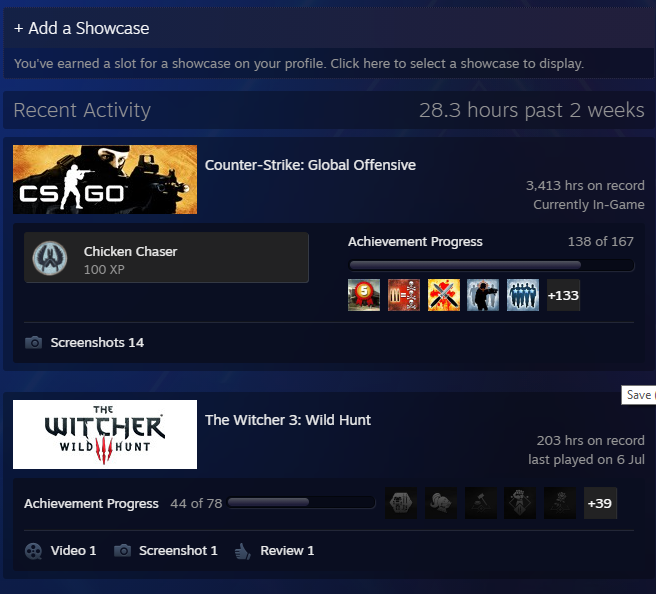 + Add a Showcase
You've earned a slot for a showcase on your profile. Click here to select a showcase to display.
Recent Activity 28.3 hours past 2 weeks
CS GO
Counter-Strike: Global Offensive
3,413 hrs on record
Currently In-Game
Chicken Chaser
100 XP
Achievement Progress 138 of 167
5
+133
Screenshots 14
Save
THE
WITCHER
WILD HUNT
The Witcher 3: Wild Hunt
203 hrs on record
last played on 6 Jul
Achievement Progress 44 of 78
+39
Video 1 Screenshot 1 Review 1